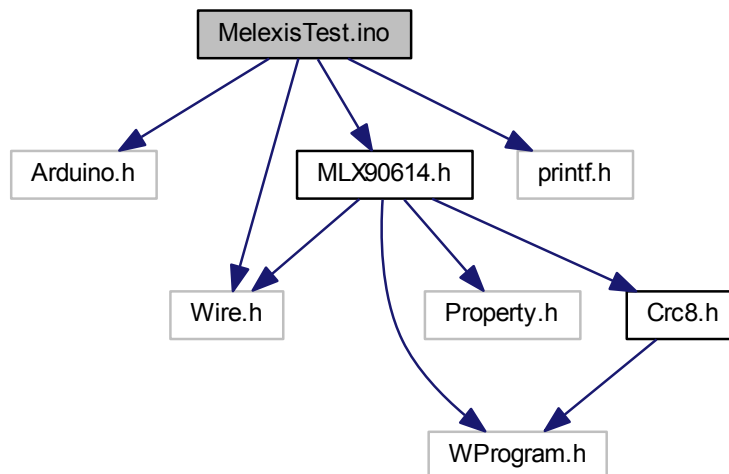 MelexisTest.ino
Arduino.h
MLX90614.h
printf.h
Wire.h
Property.h
Crc8.h
WProgram.h